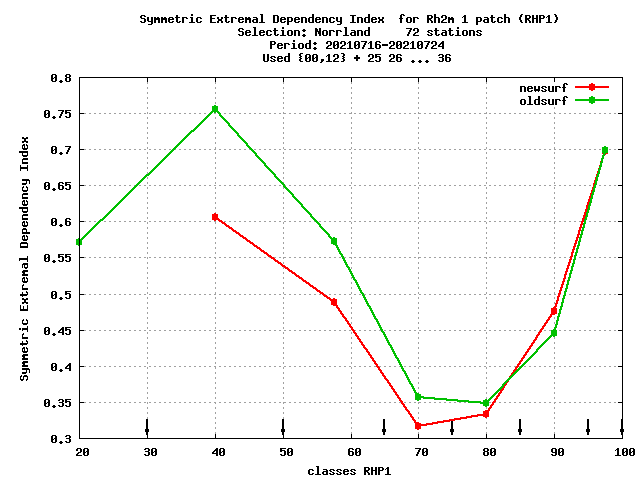 Symmetric Extremal Dependency Index  for Rh2m 1 patch (RHP1)
Selection: Norrland     72 stations
Period: 20210716-20210724
Used {00,12} + 25 26 ... 36
newsurf
oldsurf
Symmetric Extremal Dependency Index
0.8
0.75
0.7
0.65
0.6
0.55
0.5
0.45
0.4
0.35
0.3
20 30 40 50 60 70 80 90 100
classes RHP1